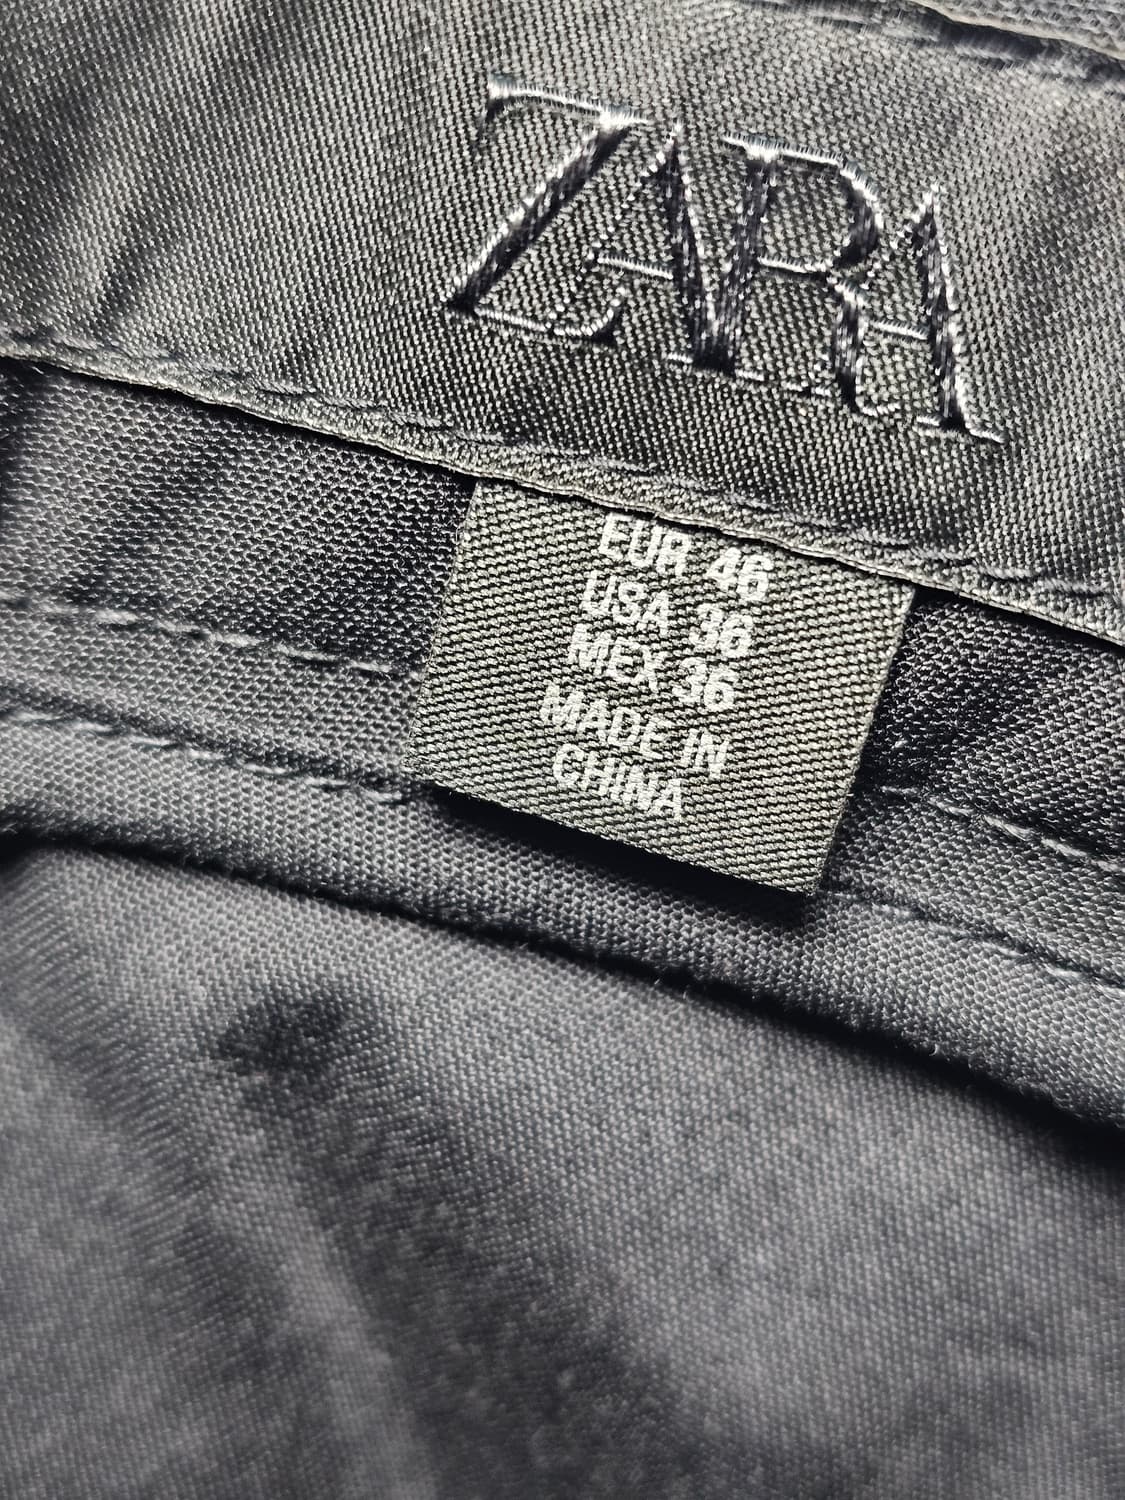 ZARA
EUR 46
USA 36
MEX 36
MADE IN
CHINA